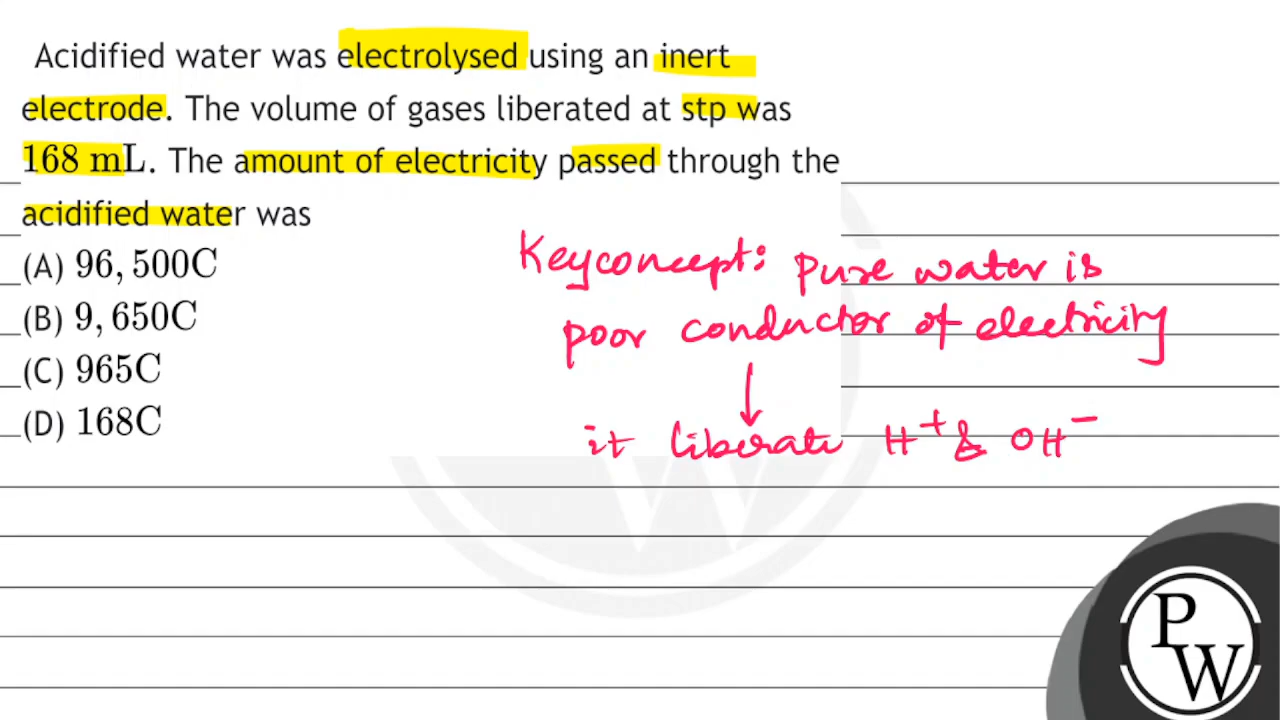 Acidified water was electrolysed using an inert
electrode. The volume of gases liberated at stp was
168 mL. The amount of electricity passed through the
acidified water was
(A) 96,500C
(B) 9,650C
(C) 965C
(D) 168C
Keyconcept: Pure water is
poor conductor of electricity
↓
it liberate H⁺ & OH⁻
P
W